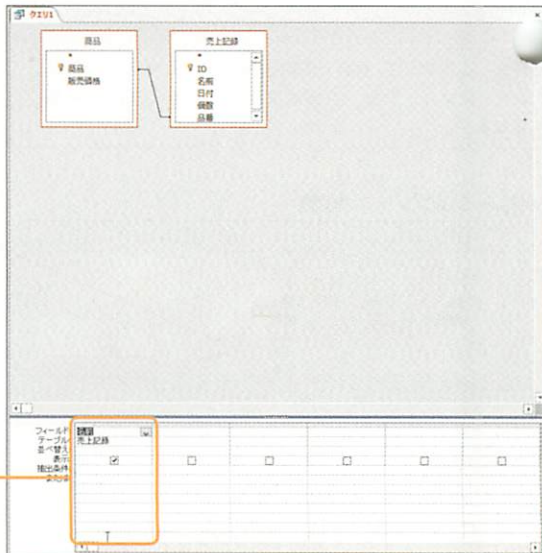 クエリ1
商品
*
商品
販売価格
売上記録
*
ID
名前
日付
個数
品番
フィールド:
テーブル: 売上記録
並べ替え:
表示:
抽出条件:
または: